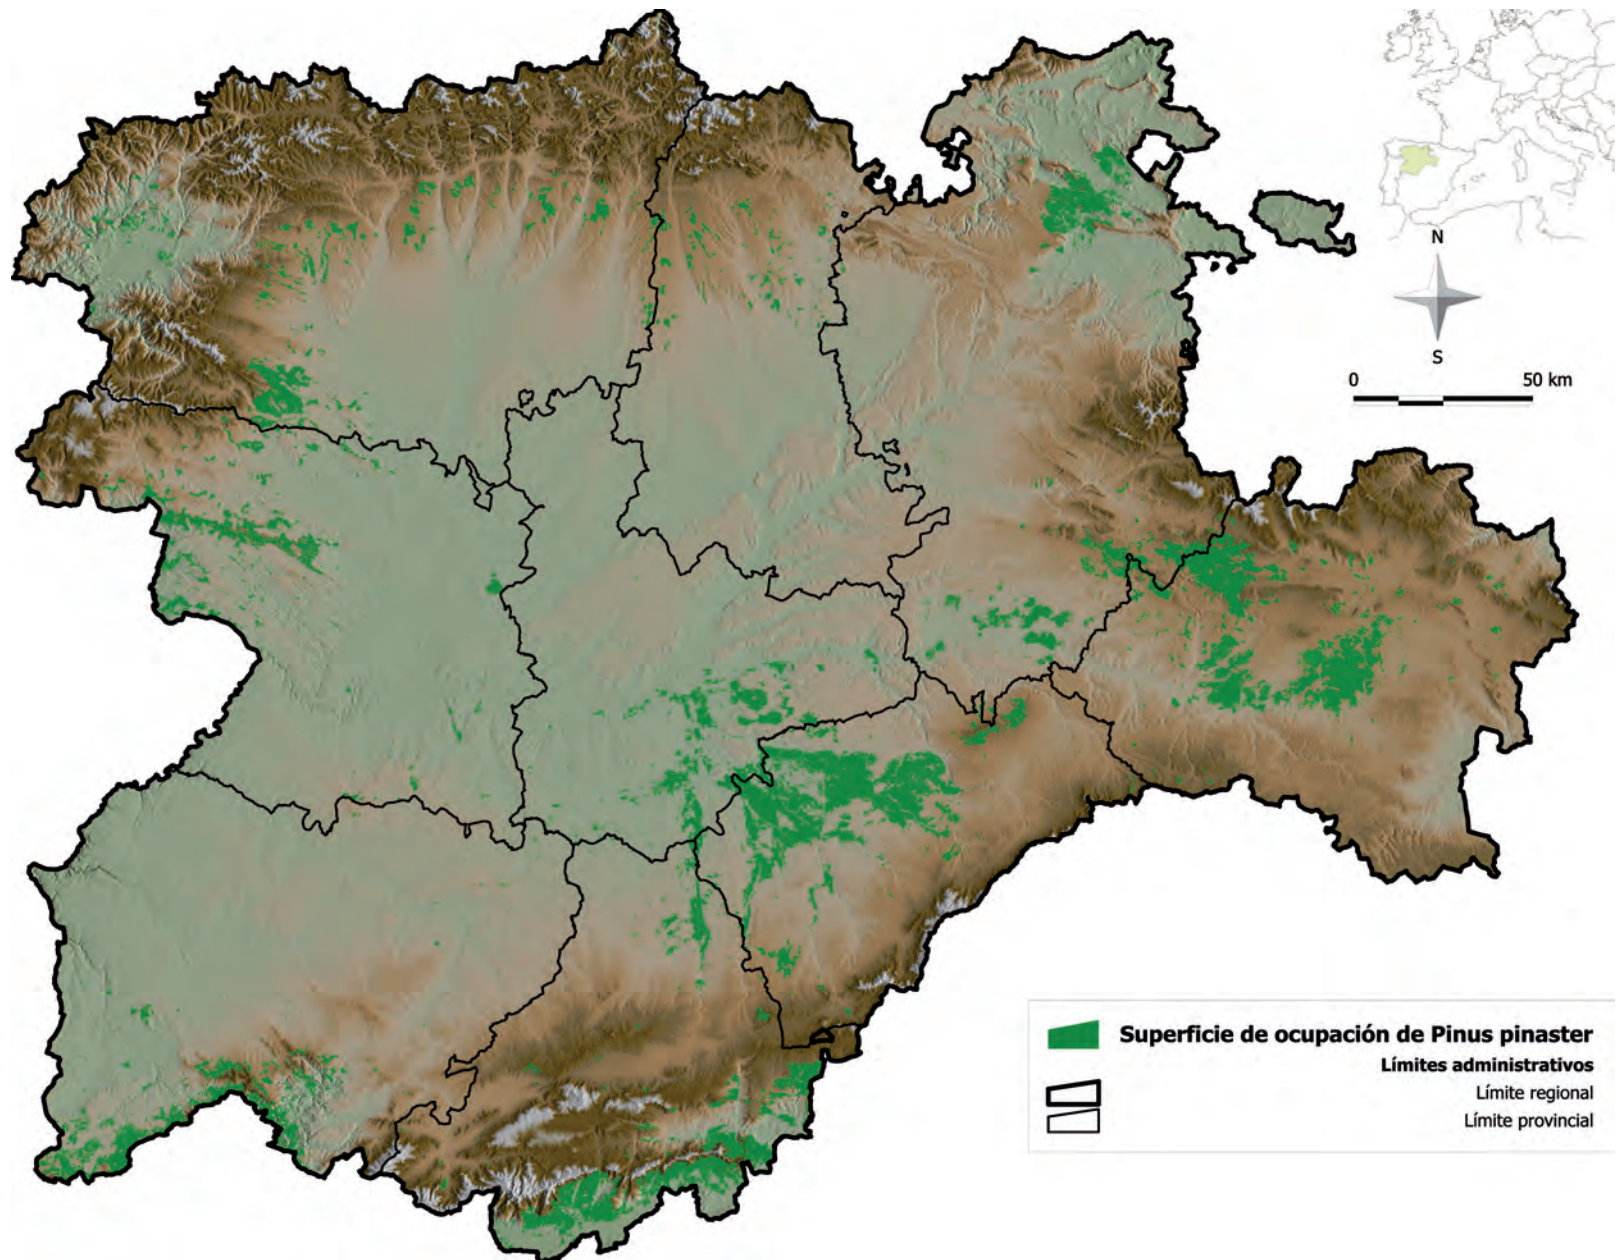 N
S
0 50 km
Superficie de ocupación de Pinus pinaster
Límites administrativos
Límite regional
Límite provincial